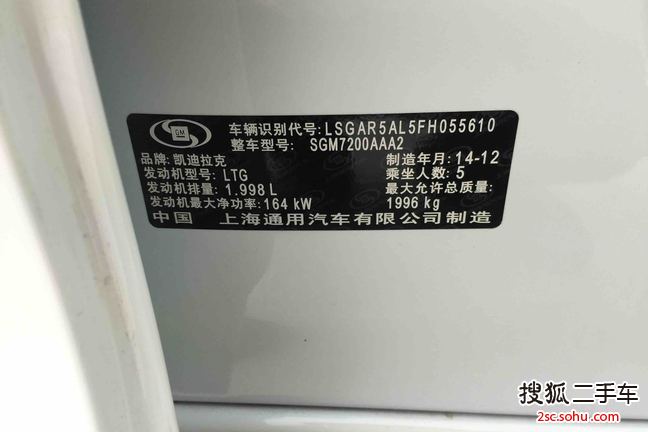 GM
车辆识别代号:LSGAR5AL5FH055610
整车型号: SGM7200AAA2
品牌: 凯迪拉克 制造年月:14-12
发动机型号: LTG 乘坐人数: 5
发动机排量: 1.998 L 最大允许总质量:
发动机最大净功率: 164 kW 1996 kg
中国 上海通用汽车有限公司制造
搜狐 二手车
2sc.sohu.com